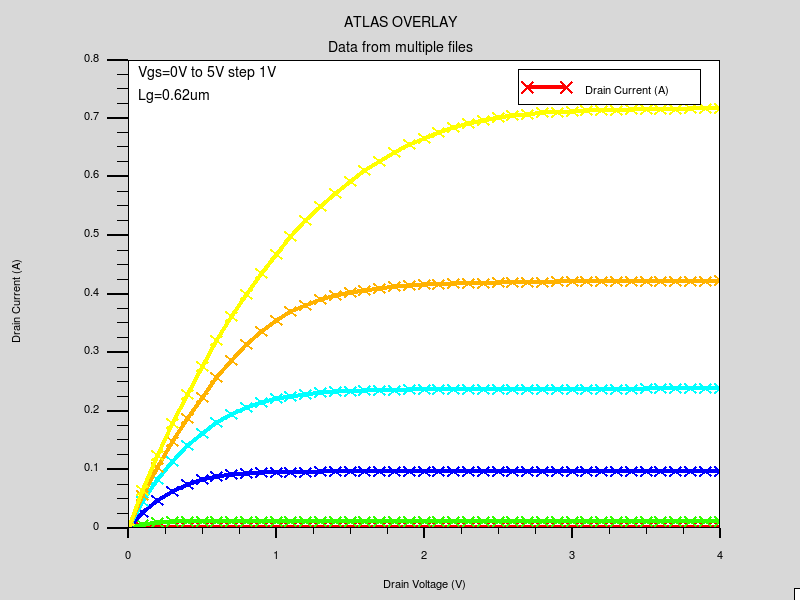 ATLAS OVERLAY
Data from multiple files
Vgs=0V to 5V step 1V
Lg=0.62um
Drain Current (A)
0.8
0.7
0.6
0.5
0.4
0.3
0.2
0.1
0
Drain Current (A)
0
1
2
3
4
Drain Voltage (V)